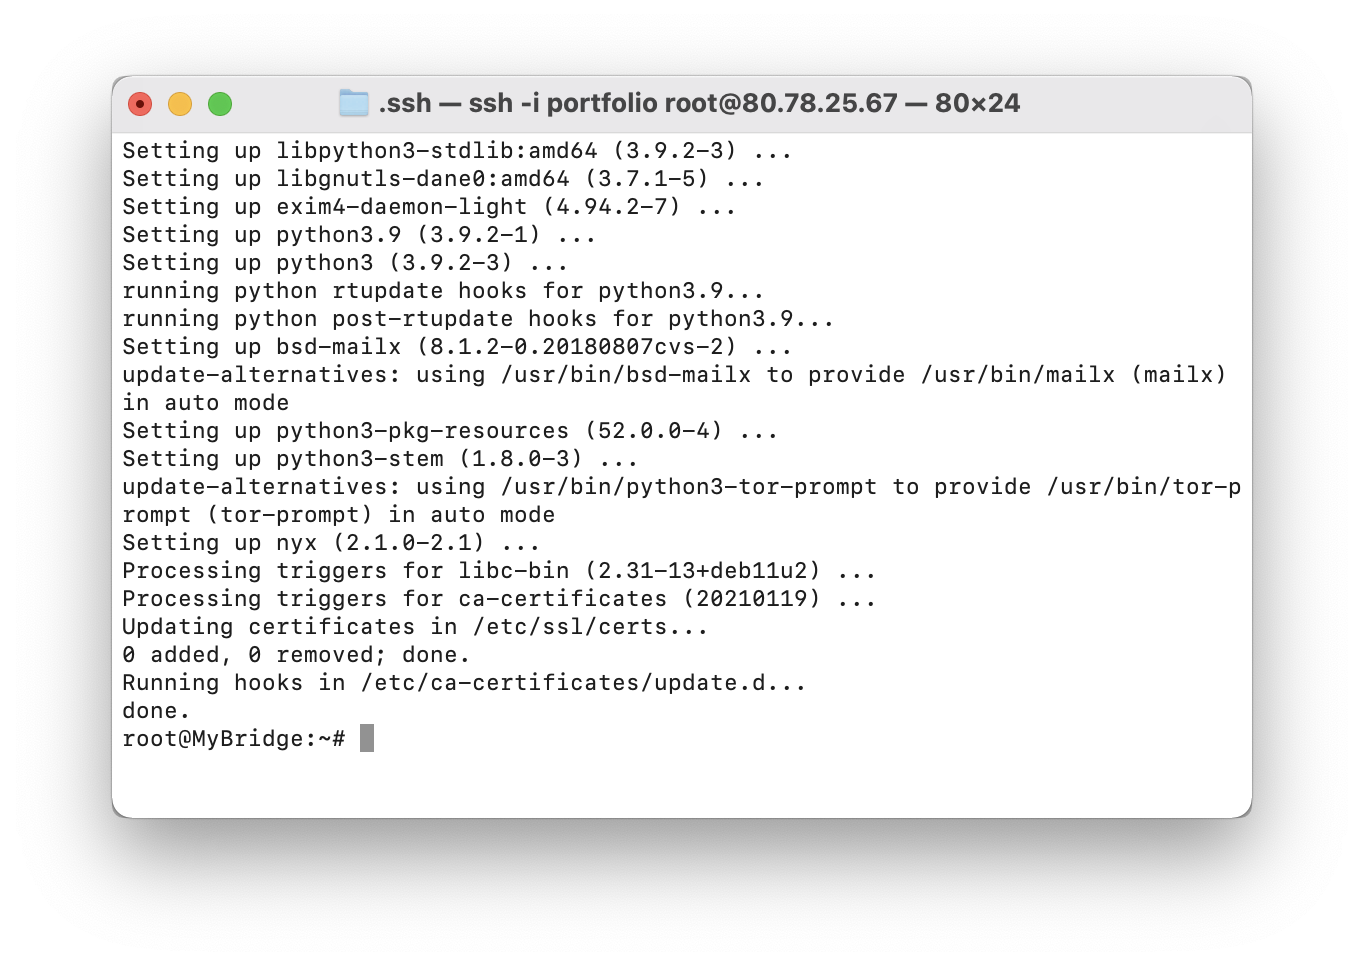 .ssh — ssh -i portfolio root@80.78.25.67 — 80×24
Setting up libpython3-stdlib:amd64 (3.9.2-3) ...
Setting up libgnutls-dane0:amd64 (3.7.1-5) ...
Setting up exim4-daemon-light (4.94.2-7) ...
Setting up python3.9 (3.9.2-1) ...
Setting up python3 (3.9.2-3) ...
running python rtupdate hooks for python3.9...
running python post-rtupdate hooks for python3.9...
Setting up bsd-mailx (8.1.2-0.20180807cvs-2) ...
update-alternatives: using /usr/bin/bsd-mailx to provide /usr/bin/mailx (mailx)
in auto mode
Setting up python3-pkg-resources (52.0.0-4) ...
Setting up python3-stem (1.8.0-3) ...
update-alternatives: using /usr/bin/python3-tor-prompt to provide /usr/bin/tor-p
rompt (tor-prompt) in auto mode
Setting up nyx (2.1.0-2.1) ...
Processing triggers for libc-bin (2.31-13+deb11u2) ...
Processing triggers for ca-certificates (20210119) ...
Updating certificates in /etc/ssl/certs...
0 added, 0 removed; done.
Running hooks in /etc/ca-certificates/update.d...
done.
root@MyBridge:~#